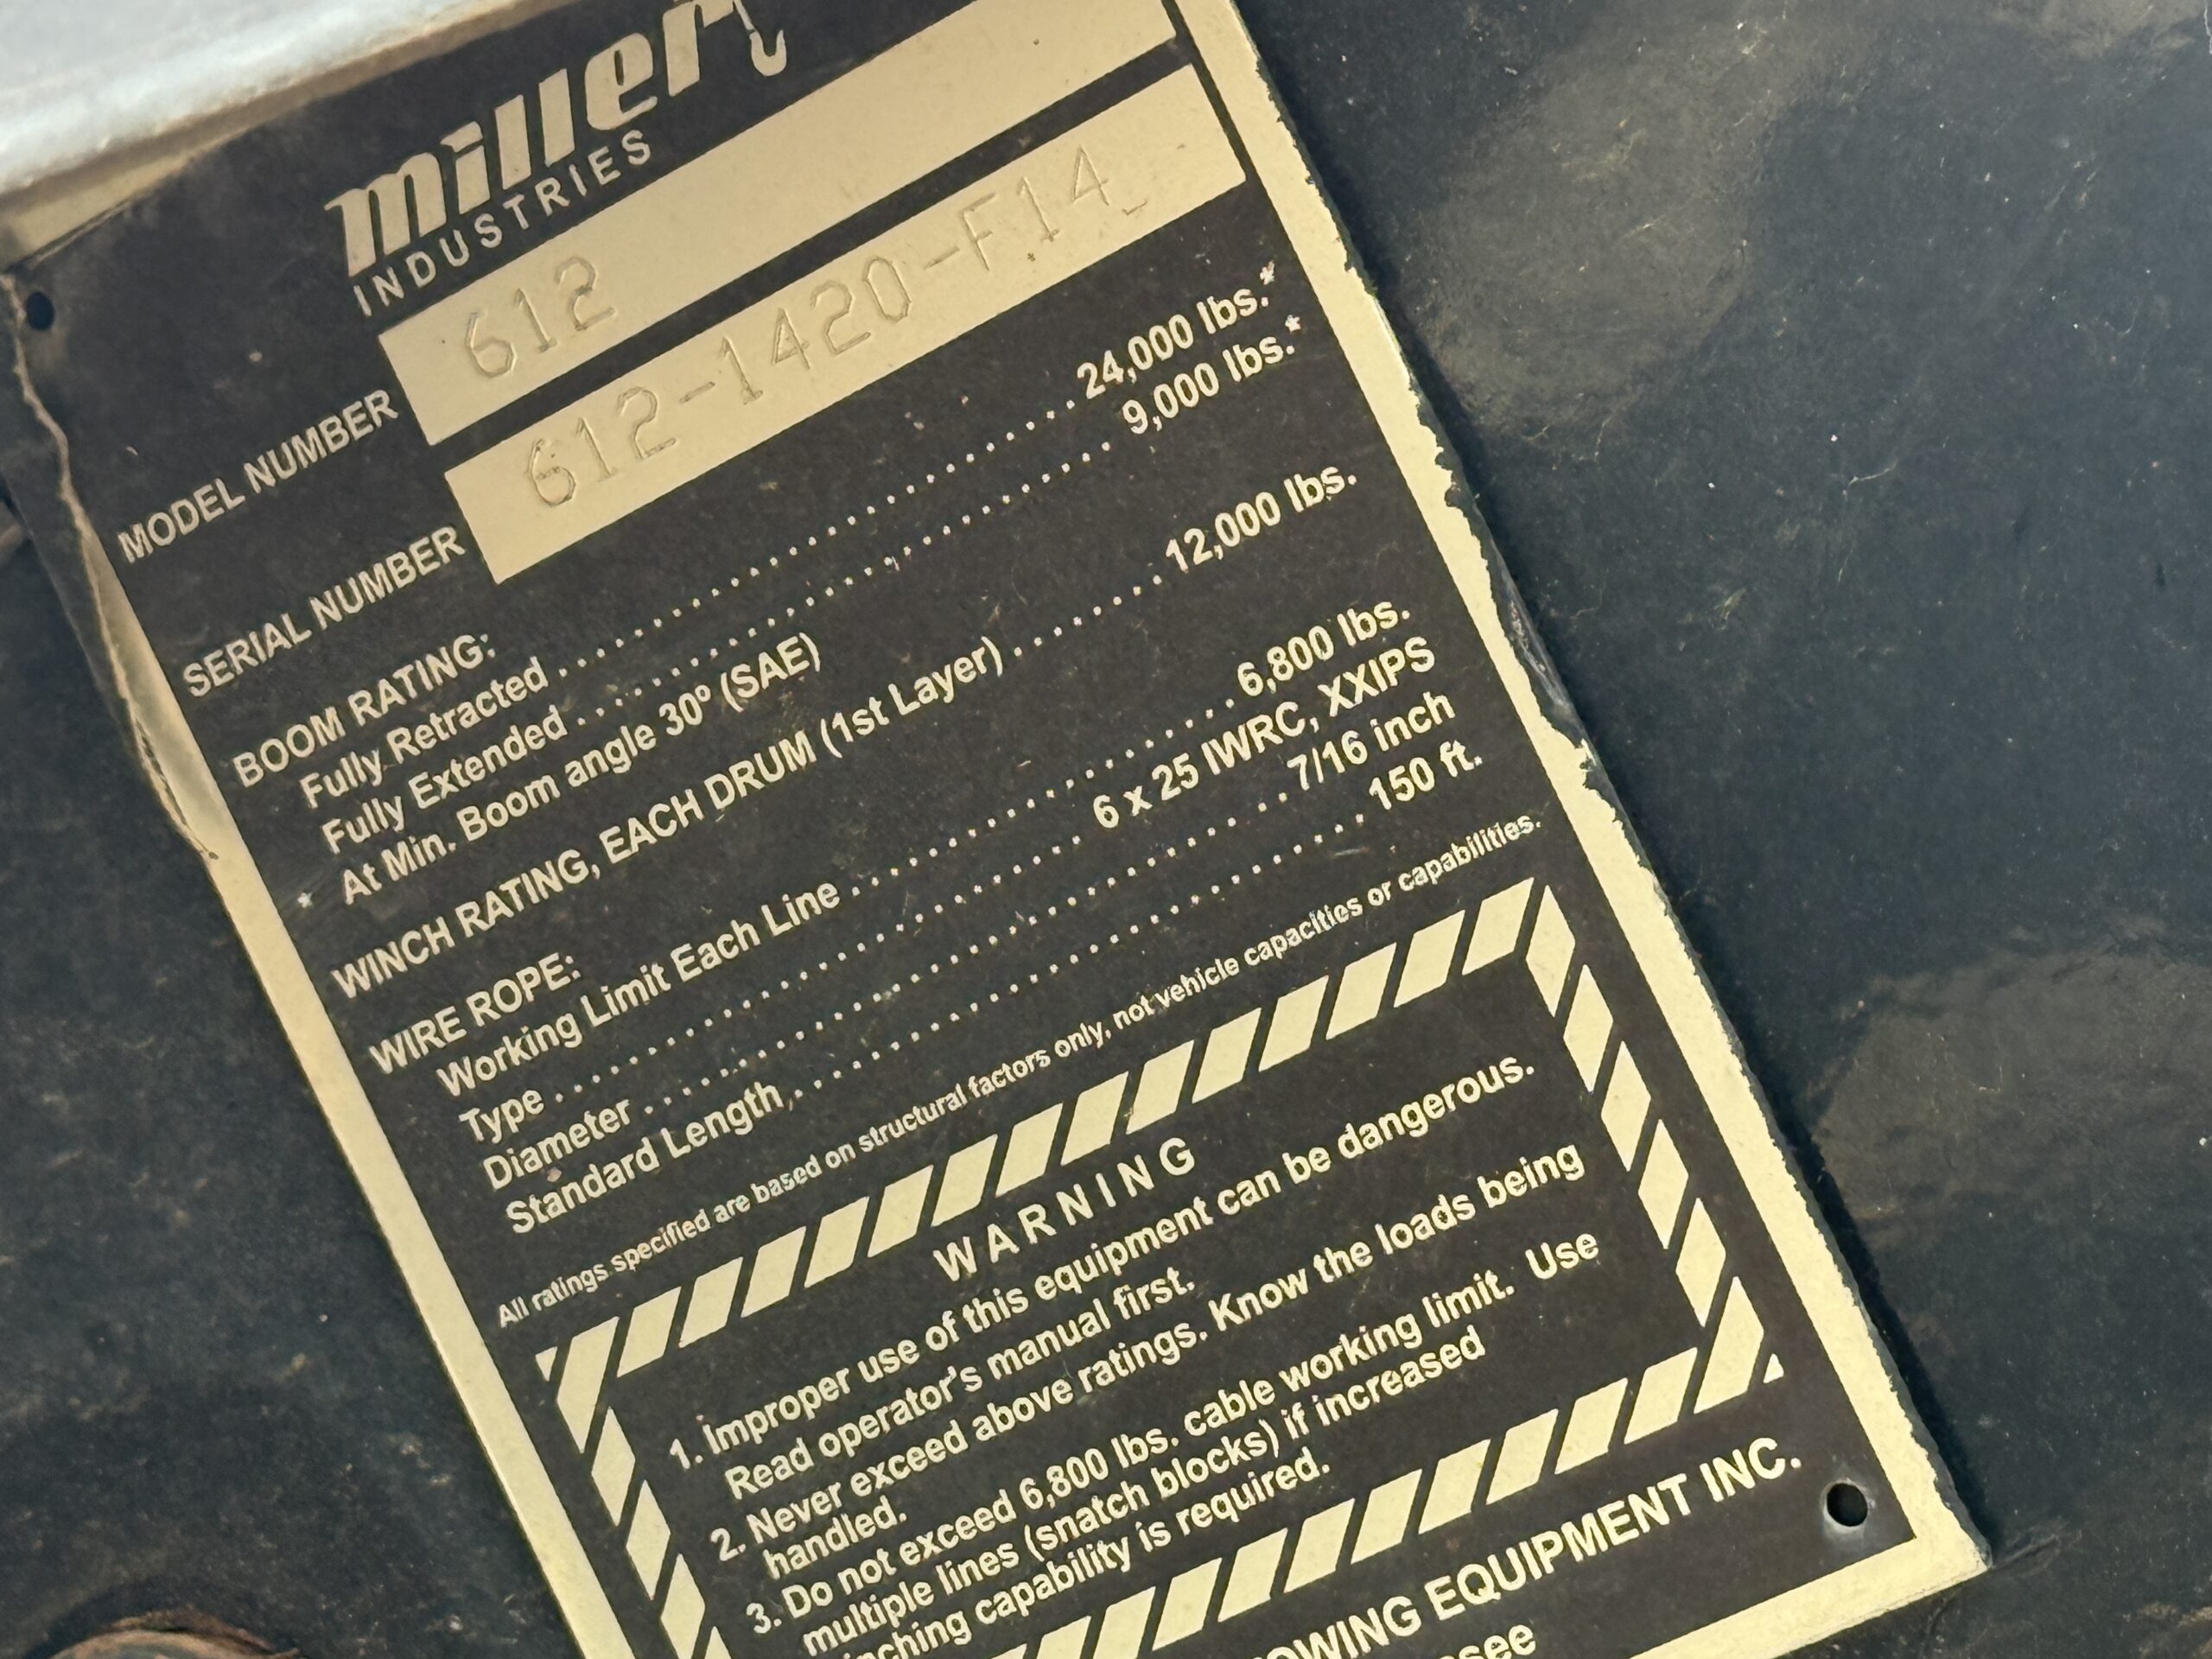 miller
INDUSTRIES
MODEL NUMBER 612
SERIAL NUMBER 612-1420-F14
BOOM RATING:
Fully Retracted . . . . . . . . . . . . . . . . . . . . . . . . . . . . . . 24,000 lbs.*
Fully Extended . . . . . . . . . . . . . . . . . . . . . . . . . . . . . . 9,000 lbs.*
* At Min. Boom angle 30º (SAE)
WINCH RATING, EACH DRUM (1st Layer) . . . . . . . . 12,000 lbs.
WIRE ROPE:
Working Limit Each Line . . . . . . . . . . . . . . . . . . . . . 6,800 lbs.
Type . . . . . . . . . . . . . . . . . . . . . . . . . . . . . 6 x 25 IWRC, XXIPS
Diameter . . . . . . . . . . . . . . . . . . . . . . . . . . . . . . . . . 7/16 inch
Standard Length . . . . . . . . . . . . . . . . . . . . . . . . . . . . . . 150 ft.
All ratings specified are based on structural factors only, not vehicle capacities or capabilities.
WARNING
1. Improper use of this equipment can be dangerous.
Read operator's manual first.
2. Never exceed above ratings. Know the loads being
handled.
3. Do not exceed 6,800 lbs. cable working limit. Use
multiple lines (snatch blocks) if increased
capability is required.
EQUIPMENT INC.